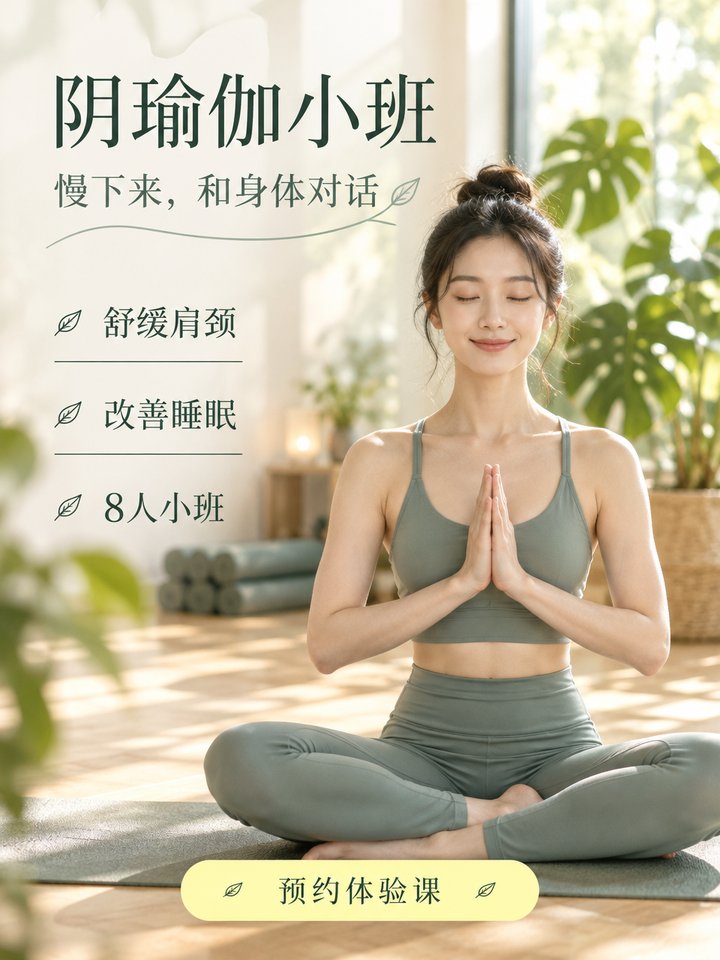 阴瑜伽小班
慢下来，和身体对话
舒缓肩颈
改善睡眠
8人小班
预约体验课